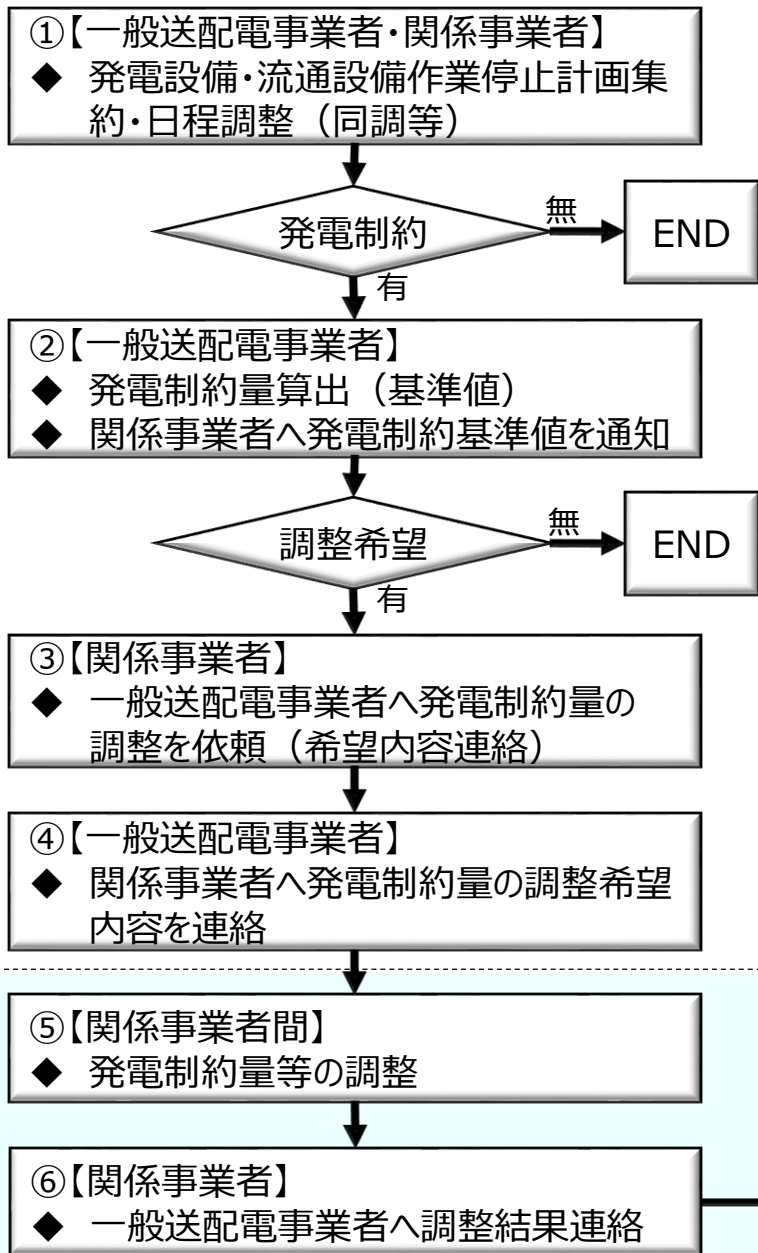 ①【一般送配電事業者・関係事業者】
◆ 発電設備・流通設備作業停止計画集
約・日程調整（同調等）
発電制約
無
END
有
②【一般送配電事業者】
◆ 発電制約量算出（基準値）
◆ 関係事業者へ発電制約基準値を通知
調整希望
無
END
有
③【関係事業者】
◆ 一般送配電事業者へ発電制約量の
調整を依頼（希望内容連絡）
④【一般送配電事業者】
◆ 関係事業者へ発電制約量の調整希望
内容を連絡
⑤【関係事業者間】
◆ 発電制約量等の調整
⑥【関係事業者】
◆ 一般送配電事業者へ調整結果連絡